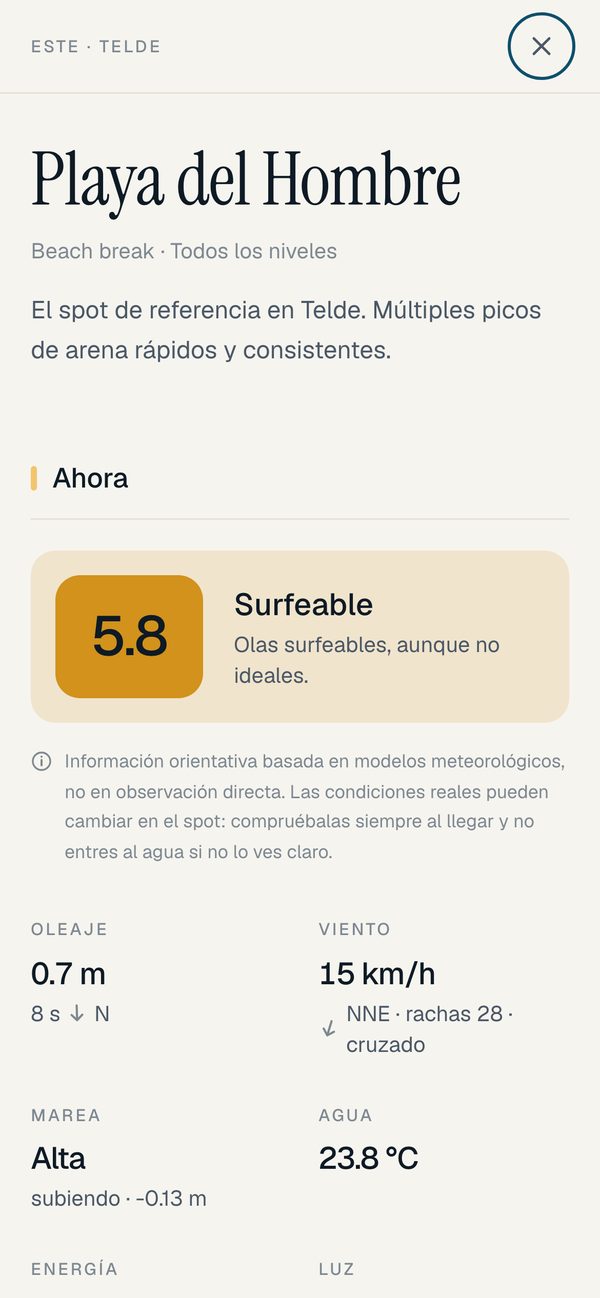 ESTE · TELDE
Playa del Hombre
Beach break · Todos los niveles
El spot de referencia en Telde. Múltiples picos
de arena rápidos y consistentes.
Ahora
5.8
Surfeable
Olas surfeables, aunque no
ideales.
Información orientativa basada en modelos meteorológicos,
no en observación directa. Las condiciones reales pueden
cambiar en el spot: compruébalas siempre al llegar y no
entres al agua si no lo ves claro.
OLEAJE
0.7 m
8 s ↓ N
VIENTO
15 km/h
↙ NNE · rachas 28 ·
cruzado
MAREA
Alta
subiendo · -0.13 m
AGUA
23.8 °C
ENERGÍA
LUZ